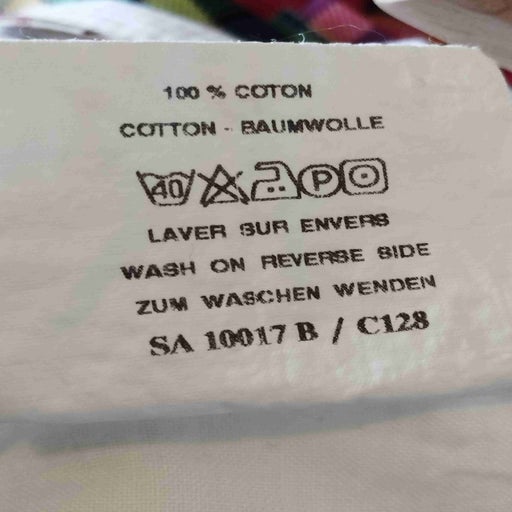 100 % COTON
COTTON - BAUMWOLLE
40 P
LAVER SUR ENVERS
WASH ON REVERSE SIDE
ZUM WASCHEN WENDEN
SA 10017 B / C128